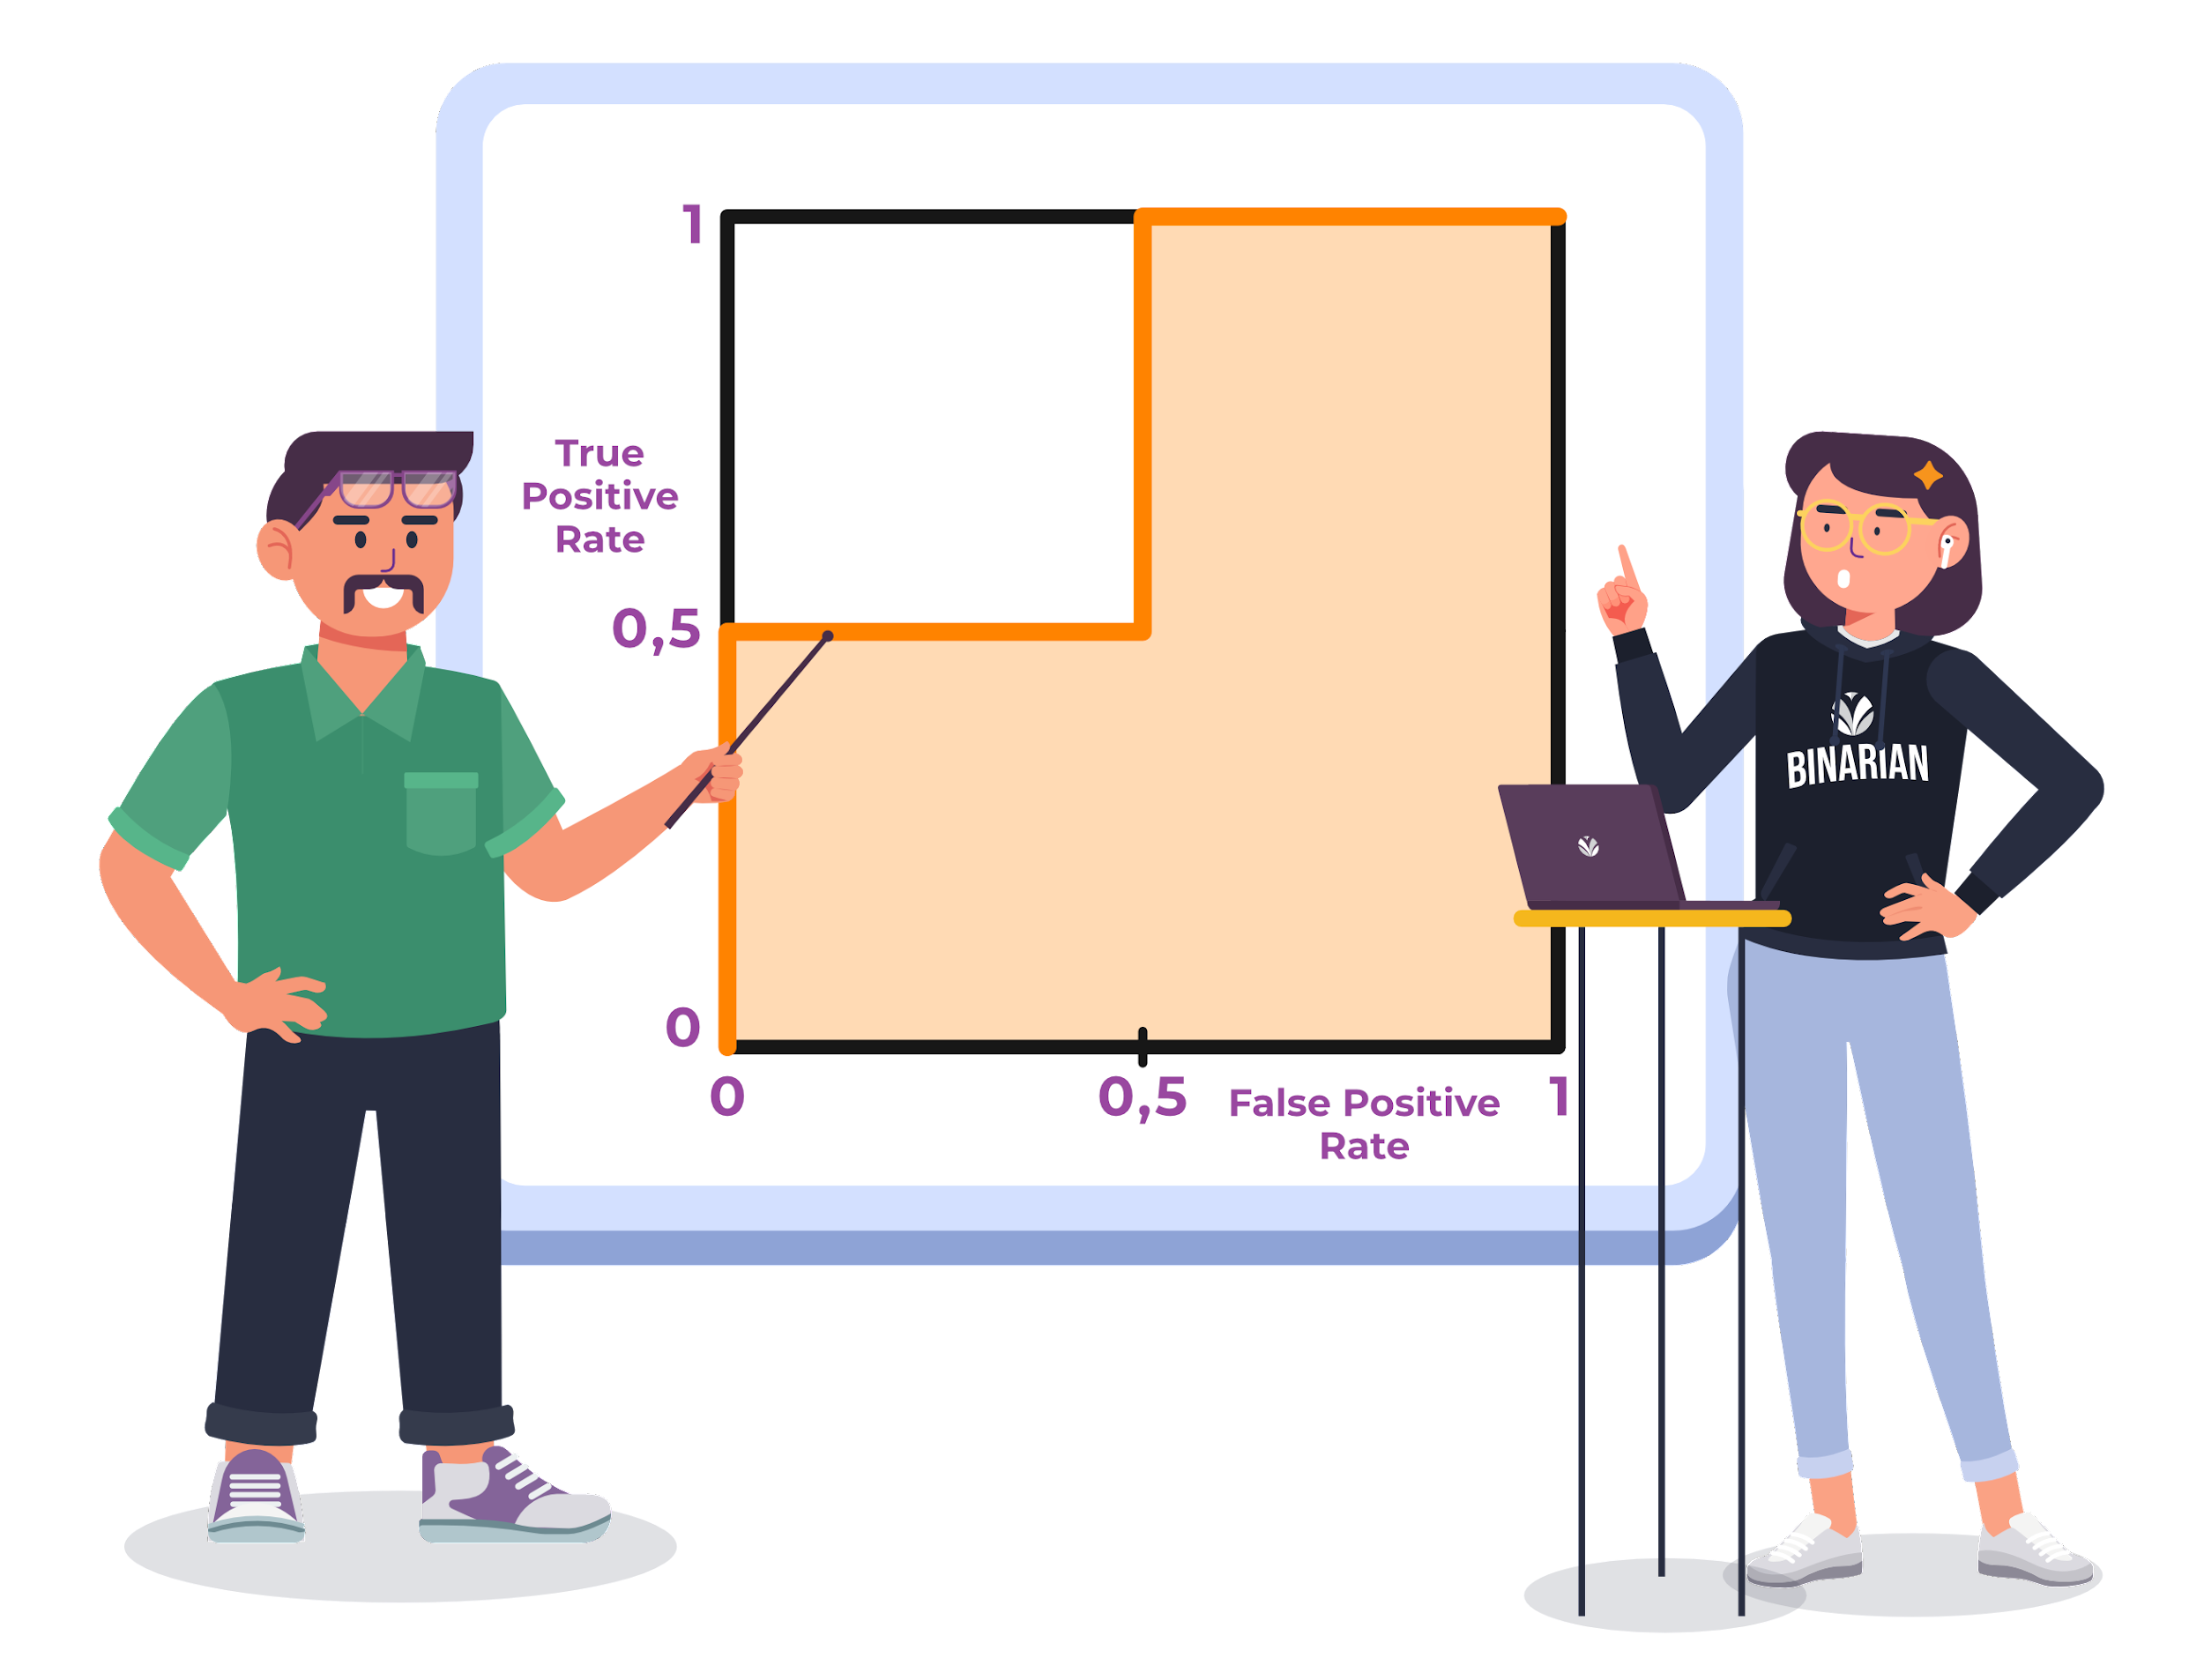 1
True
Positive
Rate
0,5
0
0
0,5
False Positive
Rate
1
BINARIAN